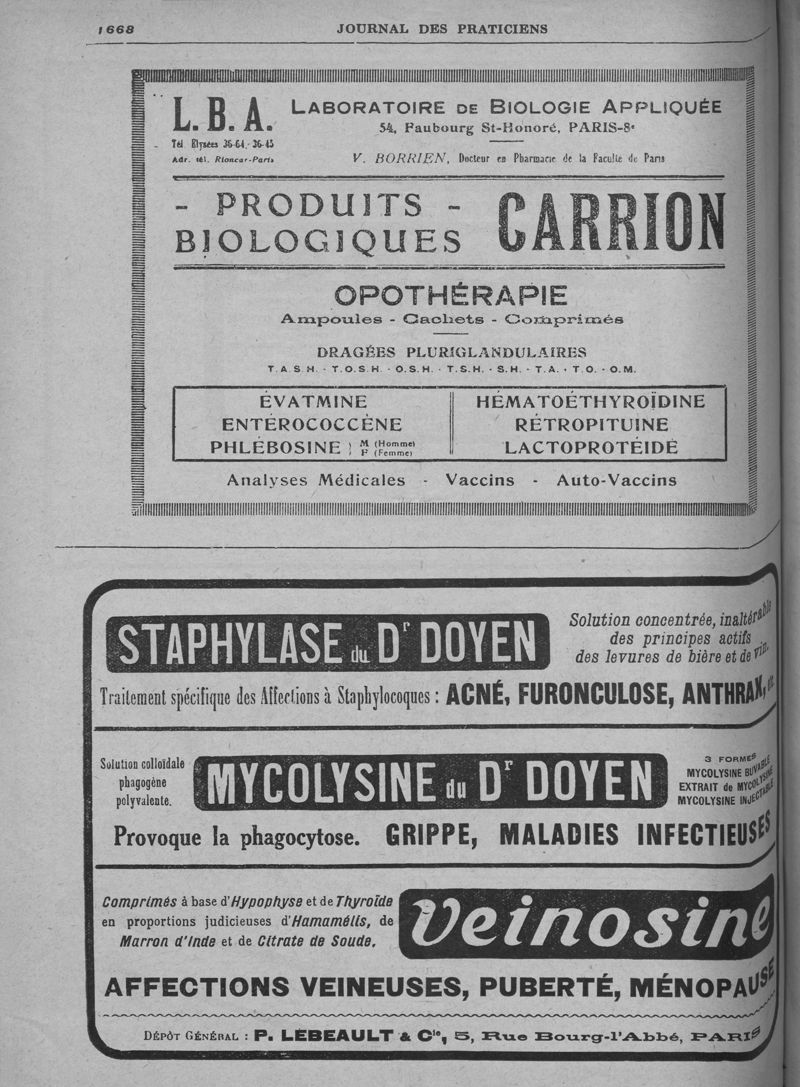 1668 JOURNAL DES PRATICIENS
L. B. A.
Tél Élysées 36-64, 36-45
Adr. tél. Rioncar-Paris
LABORATOIRE DE BIOLOGIE APPLIQUÉE
54, Faubourg St-Honoré, PARIS-8e
V. BORRIEN, Docteur en Pharmacie de la Faculté de Paris
- PRODUITS -
BIOLOGIQUES
CARRION
OPOTHÉRAPIE
Ampoules - Cachets - Comprimés
DRAGÉES PLURIGLANDULAIRES
T.A.S.H. - T.O.S.H. - O.S.H. - T.S.H. - S.H. - T.A. - T.O. - O.M.
ÉVATMINE
ENTÉROCOCCÈNE
PHLÉBOSINE } M (Homme)
F (Femme)
HÉMATOÉTHYROÏDINE
RÉTROPITUINE
LACTOPROTÉIDE
Analyses Médicales - Vaccins - Auto-Vaccins
STAPHYLASE du Dr DOYEN
Solution concentrée, inaltérable
des principes actifs
des levures de bière et de vin.
Traitement spécifique des Affections à Staphylocoques : ACNÉ, FURONCULOSE, ANTHRAX, etc.
Solution colloïdale
phagogène
polyvalente.
MYCOLYSINE du Dr DOYEN
3 FORMES
MYCOLYSINE BUVABLE
EXTRAIT de MYCOLYSINE
MYCOLYSINE INJECTABLE
Provoque la phagocytose. GRIPPE, MALADIES INFECTIEUSES
Comprimés à base d'Hypophyse et de Thyroïde
en proportions judicieuses d'Hamamélis, de
Marron d'Inde et de Citrate de Soude.
Veinosine
AFFECTIONS VEINEUSES, PUBERTÉ, MÉNOPAUSE
DÉPÔT GÉNÉRAL : P. LEBEAULT & Cie, 5, Rue Bourg-l'Abbé, PARIS